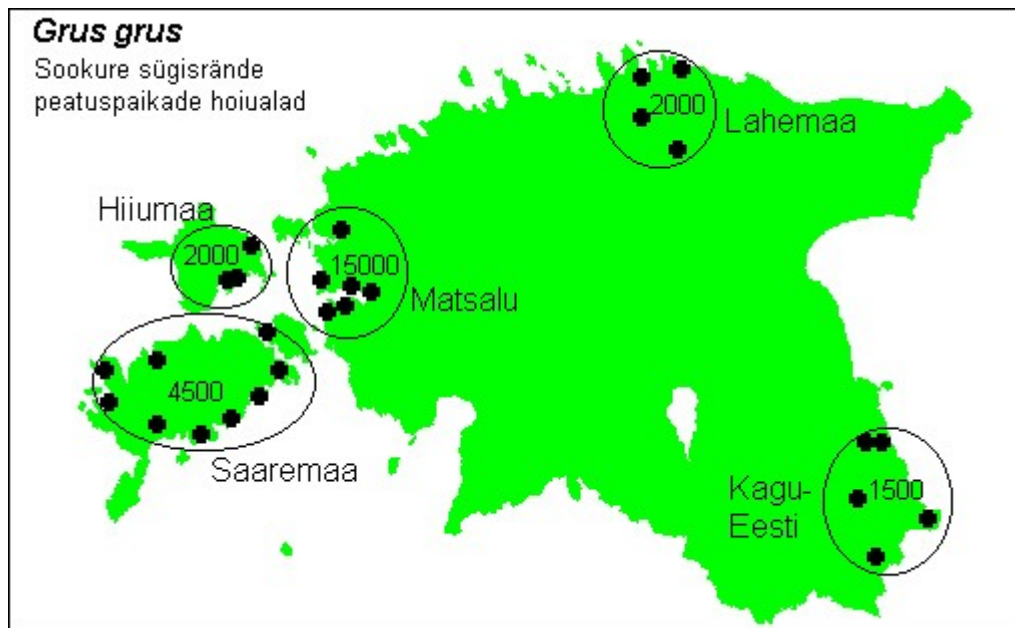 Grus grus
Sookure sügisrände
peatuspaikade hoiualad
2000
Lahemaa
Hiiumaa
2000
15000
Matsalu
4500
Saaremaa
Kagu-
Eesti
1500